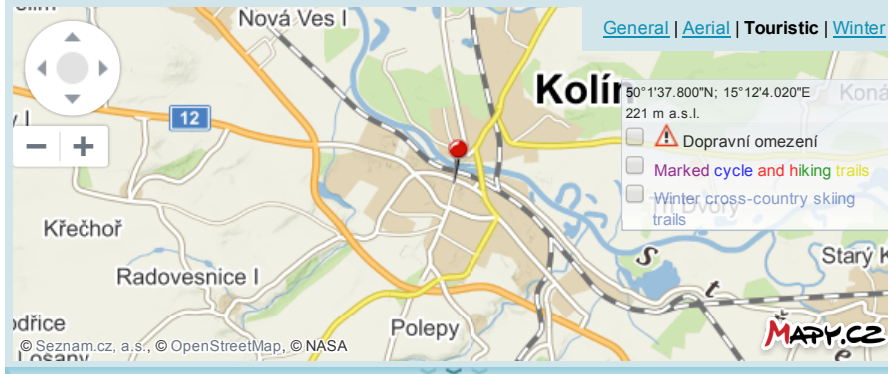 Nová Ves I
General | Aerial | Touristic | Winter
Kolín
50°1'37.800"N; 15°12'4.020"E
221 m a.s.l.
Dopravní omezení
Marked cycle and hiking trails
Winter cross-country skiing
trails
12
Křečhoř
Radovesnice I
Starý K
Polepy
MAPY.CZ
© Seznam.cz, a.s., © OpenStreetMap, © NASA